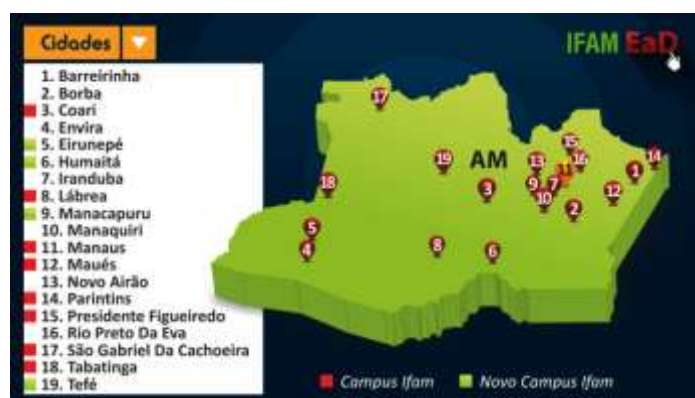 Cidades
IFAM EaD
1. Barreirinha
2. Borba
3. Coari
4. Envira
5. Eirunepé
6. Humaitá
7. Iranduba
8. Lábrea
9. Manacapuru
10. Manaquiri
11. Manaus
12. Maués
13. Novo Airão
14. Parintins
15. Presidente Figueiredo
16. Rio Preto Da Eva
17. São Gabriel Da Cachoeira
18. Tabatinga
19. Tefé
17
15
14
19
AM
13
16
11
1
18
3
9
7
12
10
2
5
4
8
6
Campus Ifam
Novo Campus Ifam